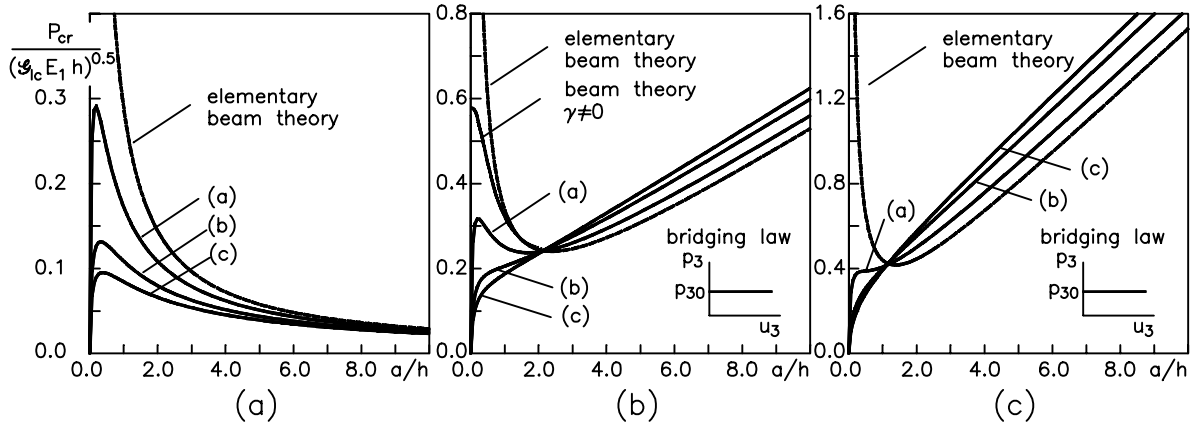 P_cr
(𝒢_Ic E_1 h)^0.5
0.3
0.2
0.1
0.0
elementary
beam theory
(a)
(b)
(c)
0.0 2.0 4.0 6.0 a/h
(a)
0.8
0.6
0.4
0.2
0.0
elementary
beam theory
beam theory
γ≠0
(a)
(b)
(c)
bridging law
p_3
p_30
u_3
0.0 2.0 4.0 6.0 8.0 a/h
(b)
1.6
1.2
0.8
0.4
0.0
elementary
beam theory
(a)
(c)
(b)
bridging law
p_3
p_30
u_3
0.0 2.0 4.0 6.0 8.0 a/h
(c)